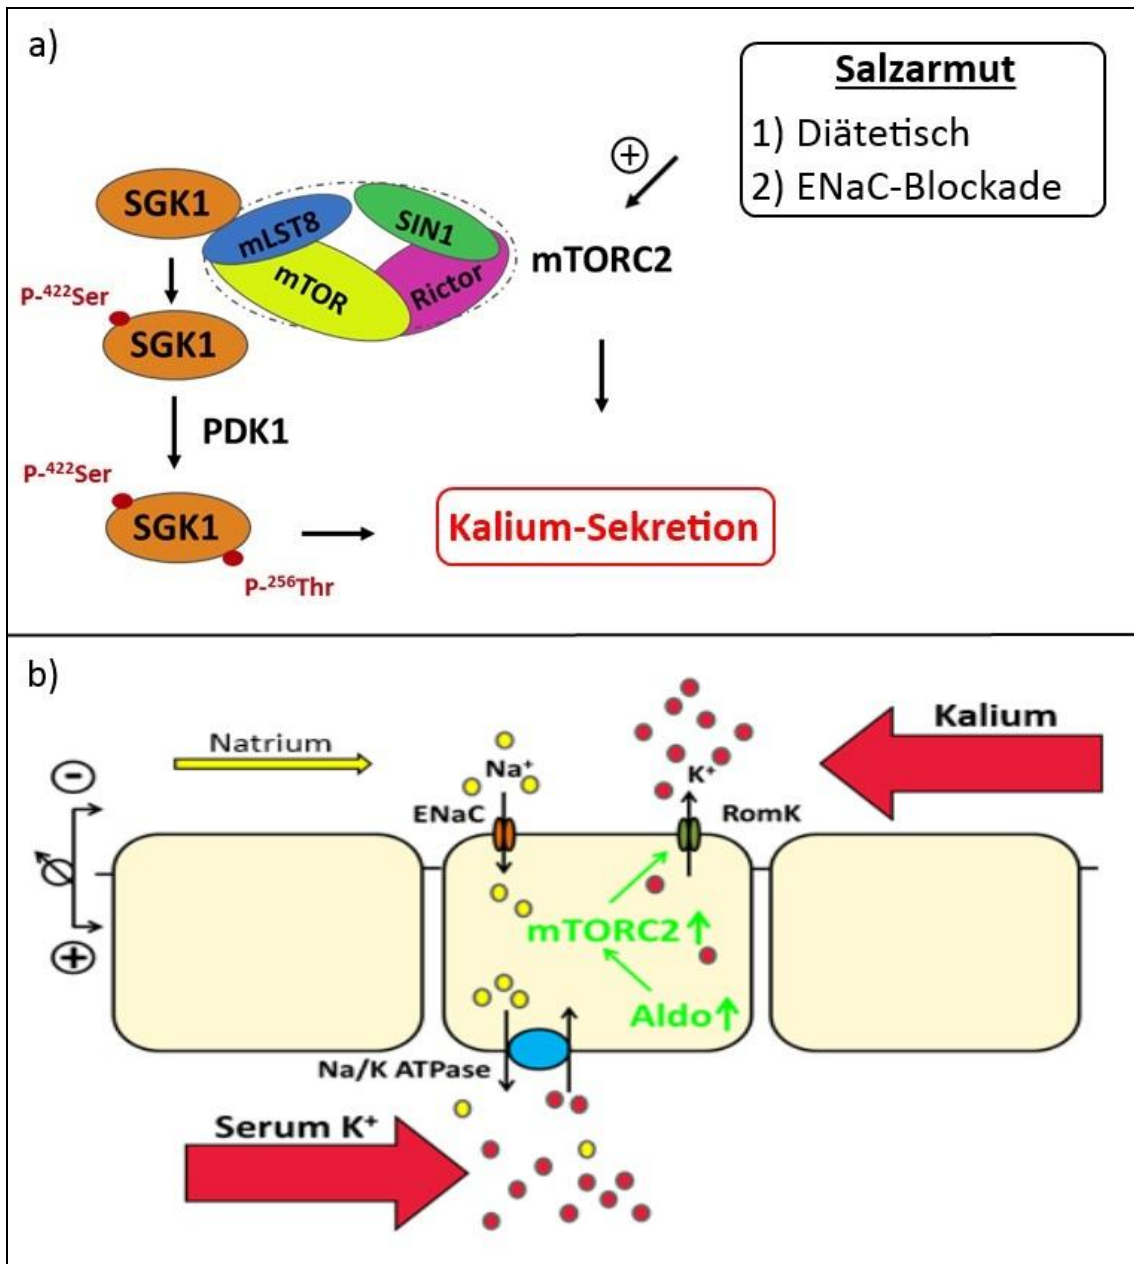 a)
Salzarmut
1) Diätetisch
2) ENaC-Blockade
+
SGK1
mLST8
SIN1
mTOR
Rictor
mTORC2
P-⁴²²Ser
SGK1
PDK1
P-⁴²²Ser
SGK1
P-²⁵⁶Thr
Kalium-Sekretion
b)
Natrium
Kalium
Na⁺
K⁺
ENaC
RomK
-
+
mTORC2
Aldo
Na/K ATPase
Serum K⁺